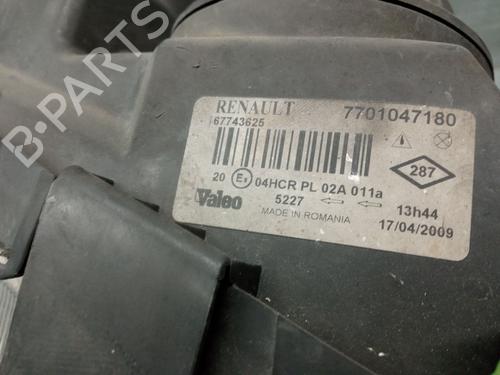 B-PARTS
RENAULT 7701047180
67743625
287
20 E 04HCR PL 02A 011a
Valeo 5227 13h44
MADE IN ROMANIA 17/04/2009